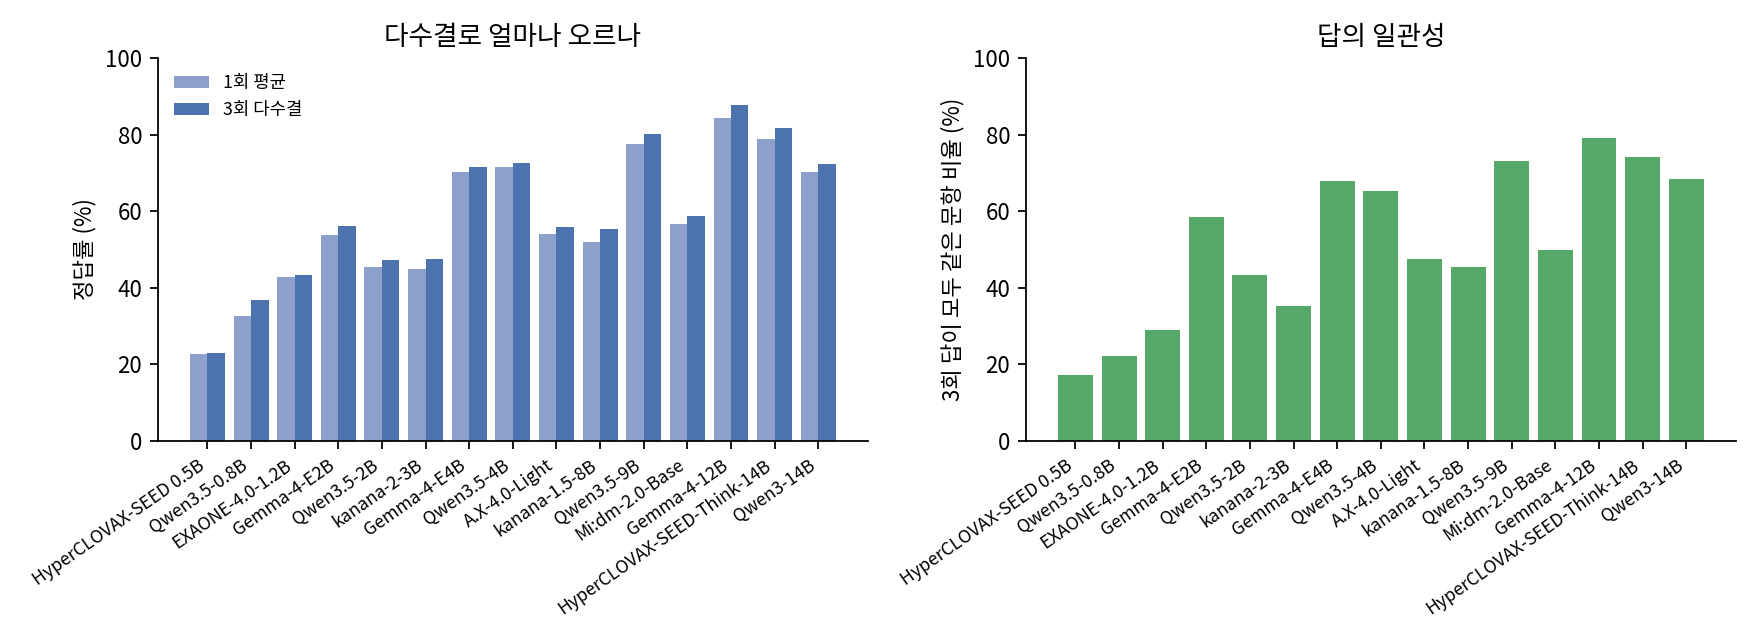 다수결로 얼마나 오르나
정답률 (%)
100
80
60
40
20
0
1회 평균
3회 다수결
HyperCLOVAX-SEED 0.5B
Qwen3.5-0.8B
EXAONE-4.0-1.2B
Gemma-4-E2B
Qwen3.5-2B
kanana-2-3B
Gemma-4-E4B
Qwen3.5-4B
A.X-4.0-Light
kanana-1.5-8B
Qwen3.5-9B
Mi:dm-2.0-Base
Gemma-4-12B
HyperCLOVAX-SEED-Think-14B
Qwen3-14B
답의 일관성
3회 답이 모두 같은 문항 비율 (%)
100
80
60
40
20
0
HyperCLOVAX-SEED 0.5B
Qwen3.5-0.8B
EXAONE-4.0-1.2B
Gemma-4-E2B
Qwen3.5-2B
kanana-2-3B
Gemma-4-E4B
Qwen3.5-4B
A.X-4.0-Light
kanana-1.5-8B
Qwen3.5-9B
Mi:dm-2.0-Base
Gemma-4-12B
HyperCLOVAX-SEED-Think-14B
Qwen3-14B